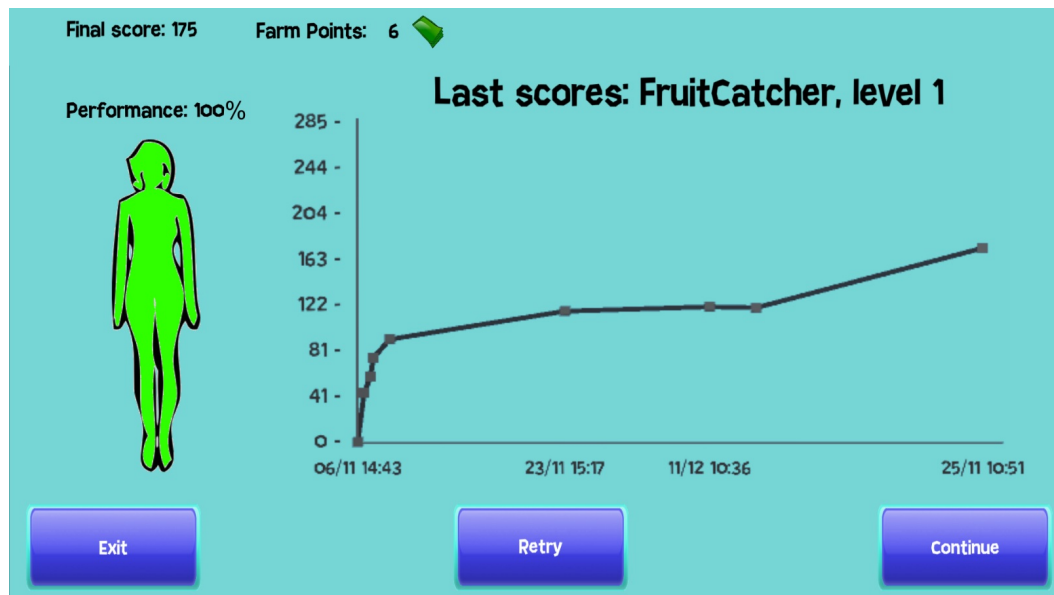 Final score: 175
Farm Points: 6
Performance: 100%
Last scores: FruitCatcher, level 1
285 -
244 -
204 -
163 -
122 -
81 -
41 -
0 -
06/11 14:43
23/11 15:17
11/12 10:36
25/11 10:51
Exit
Retry
Continue